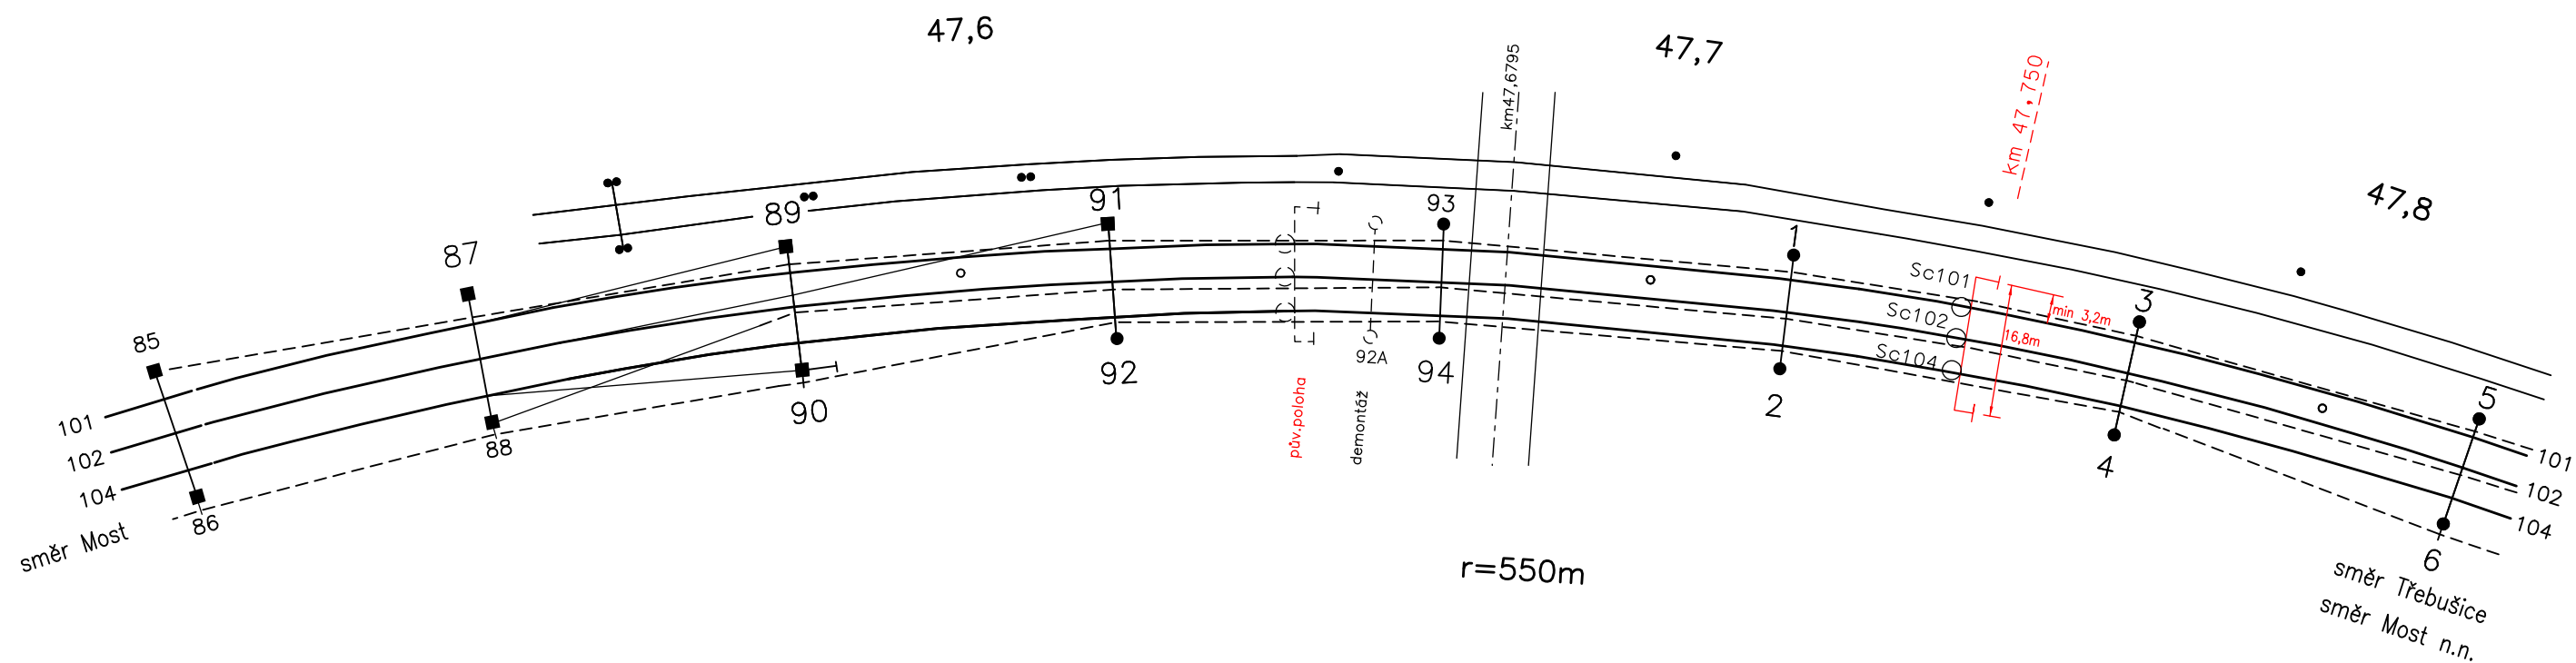 47,6
47,7
47,8
km47,6795
km 47,750
85
87
89
91
93
1
3
5
Sc101
Sc102
Sc104
min 3,2m
16,8m
101
102
104
86
88
90
92
92A
94
2
4
6
101
102
104
směr Most
pův.poloha
demontáž
r=550m
směr Třebušice
směr Most n.n.